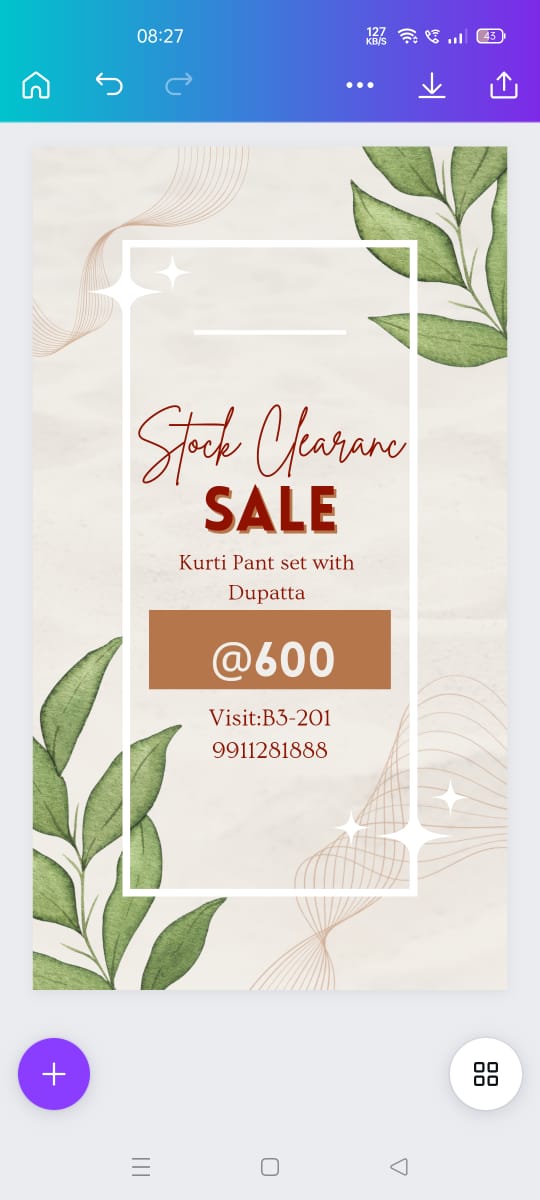 08:27
127
KB/S
43
Stock Clearanc
SALE
Kurti Pant set with
Dupatta
@600
Visit:B3-201
9911281888